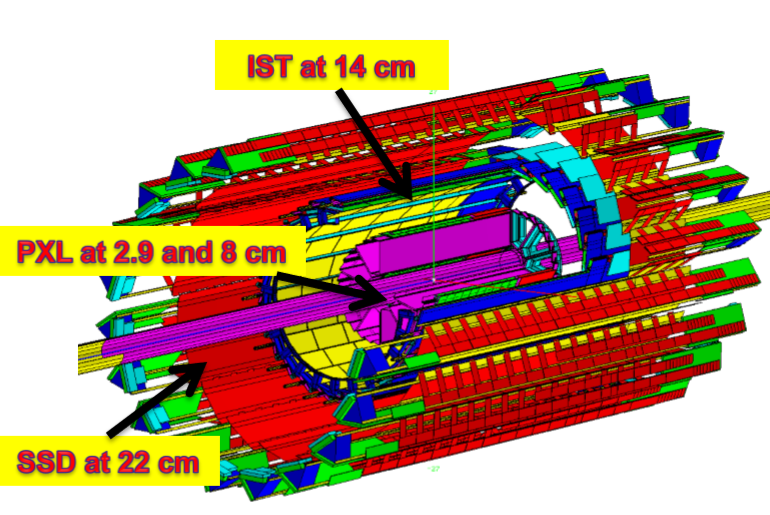 IST at 14 cm
PXL at 2.9 and 8 cm
SSD at 22 cm